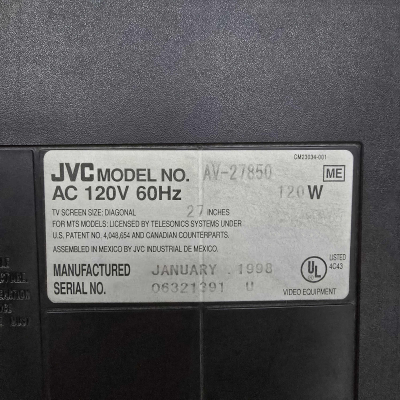 CM23034-001
JVC MODEL NO. AV-27850 ME
AC 120V 60Hz 120 W
TV SCREEN SIZE: DIAGONAL 27 INCHES
FOR MTS MODELS: LICENSED BY TELESONICS SYSTEMS UNDER
U.S. PATENT NO. 4,048,654 AND CANADIAN COUNTERPARTS.
ASSEMBLED IN MEXICO BY JVC INDUSTRIAL DE MEXICO.
MANUFACTURED JANUARY 1998
SERIAL NO. 06321391 U
UL LISTED
4C43
VIDEO EQUIPMENT